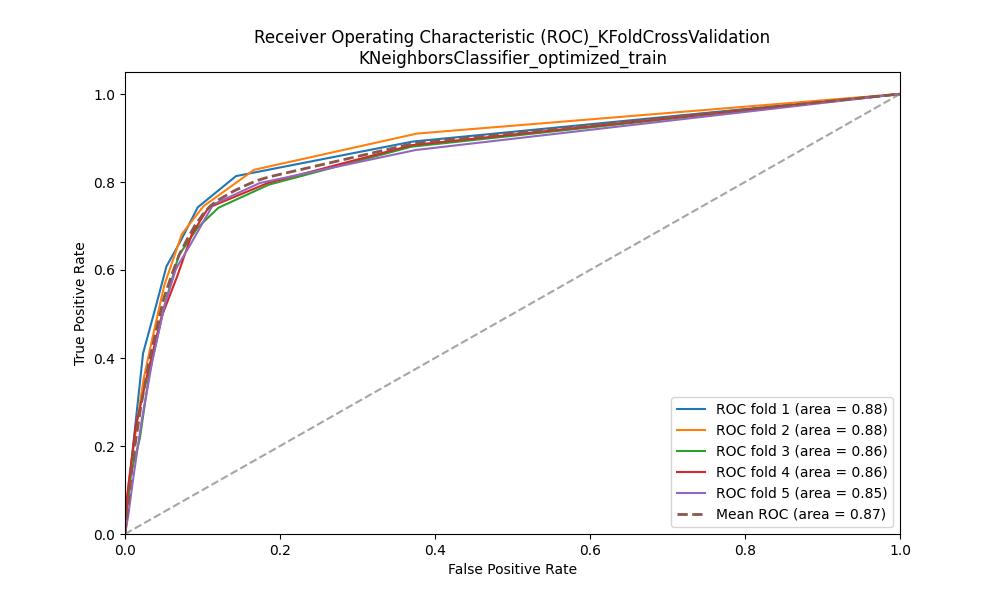 Receiver Operating Characteristic (ROC)_KFoldCrossValidation
KNeighborsClassifier_optimized_train
True Positive Rate
1.0
0.8
0.6
0.4
0.2
0.0
0.0
0.2
0.4
0.6
0.8
1.0
False Positive Rate
ROC fold 1 (area = 0.88)
ROC fold 2 (area = 0.88)
ROC fold 3 (area = 0.86)
ROC fold 4 (area = 0.86)
ROC fold 5 (area = 0.85)
Mean ROC (area = 0.87)